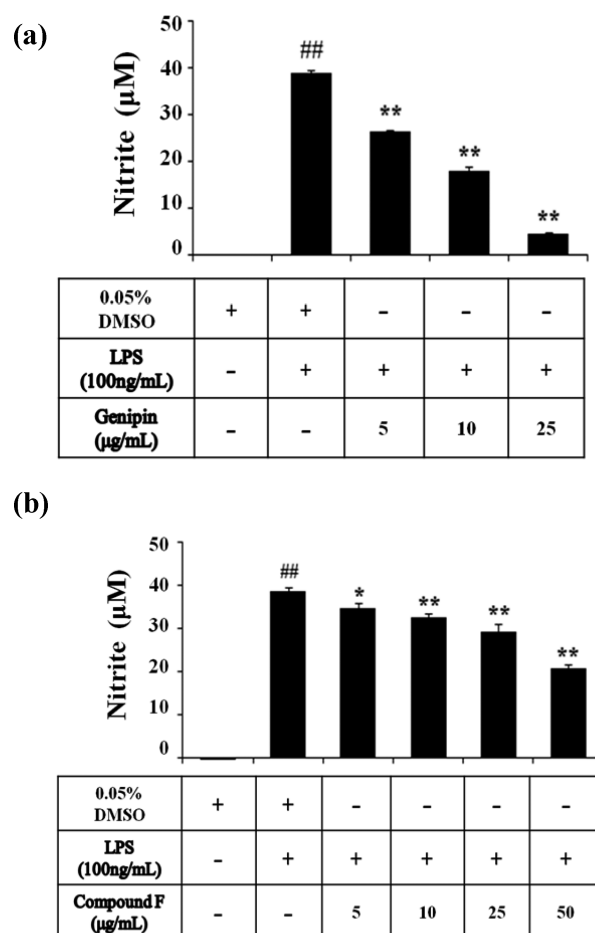 (a)
Nitrite (μM)
50
40
30
20
10
0
##
**
**
**
0.05% DMSO + + - - -
LPS (100ng/mL) - + + + +
Genipin (μg/mL) - - 5 10 25
(b)
Nitrite (μM)
50
40
30
20
10
0
##
*
**
**
**
0.05% DMSO + + - - - -
LPS (100ng/mL) - + + + + +
Compound F (μg/mL) - - 5 10 25 50